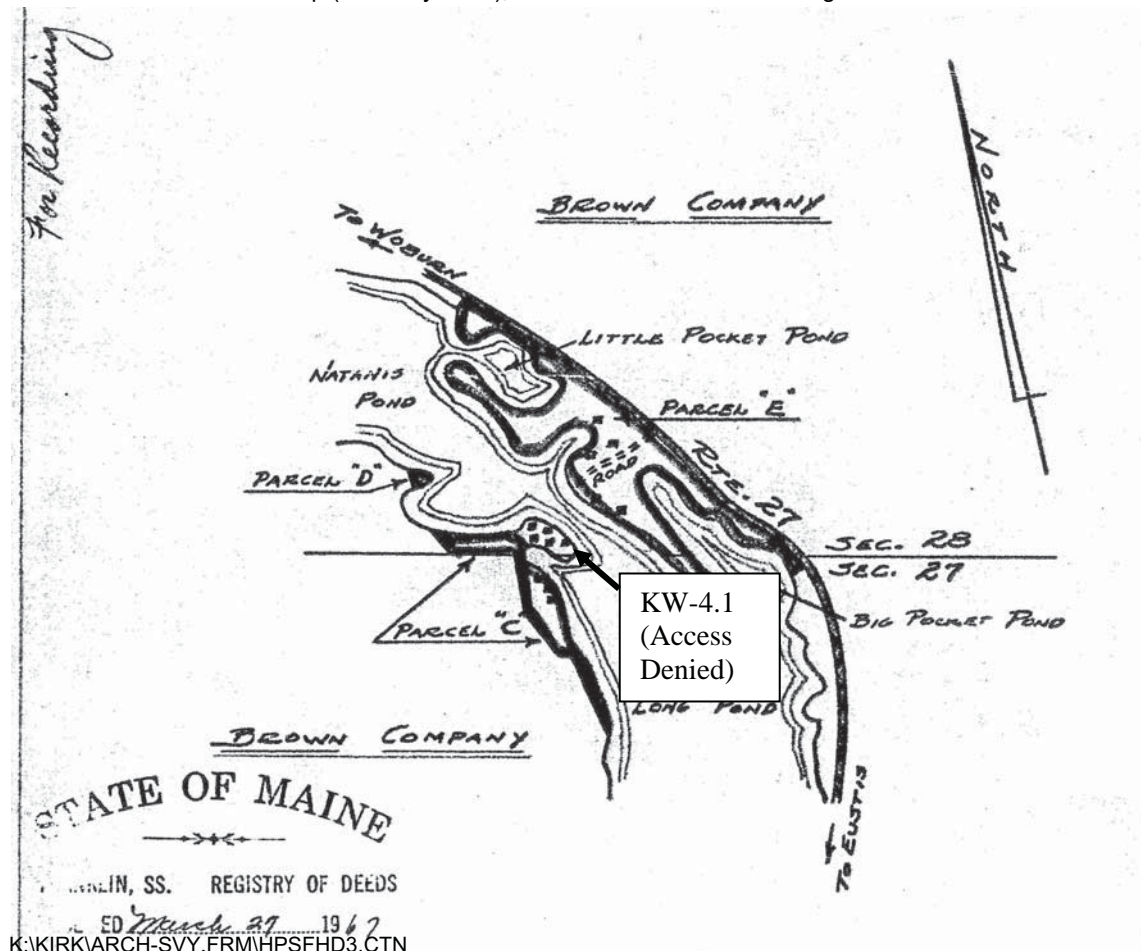 For Recording
NORTH
BROWN COMPANY
TO WOBURN
LITTLE POCKET POND
NATANIS
POND
PARCEL "E"
RTE. 27
ROAD
PARCEL "D"
SEC. 28
SEC. 27
KW-4.1
(Access
Denied)
BIG POCKET POND
PARCEL "C"
LONG POND
BROWN COMPANY
TO EUSTIS
STATE OF MAINE
SS. REGISTRY OF DEEDS
ED March 27 196
K:\KIRK\ARCH-SVY.FRM\HPSFHD3.CTN